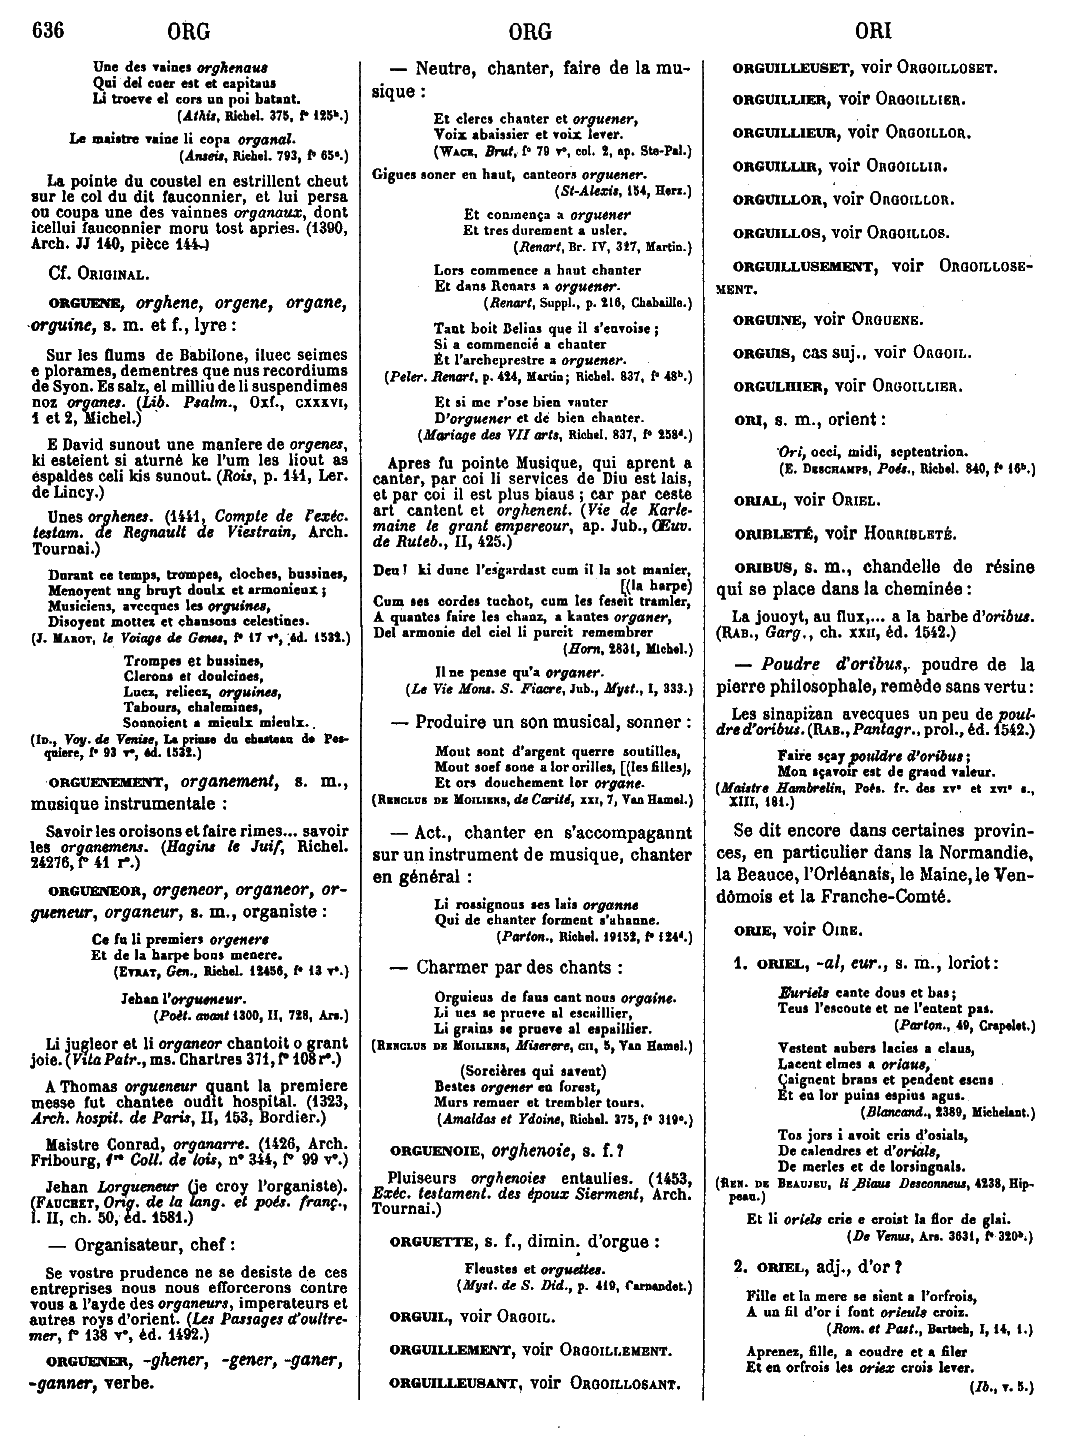 636 ORG ORG ORI
Une des vaines orghenaus
Qui del cuer est et capitaus
Li troeve el cors un poi batant.
(Athis, Richel. 375, f° 125ᵇ.)
Le maistre vaine li copa organal.
(Anseis, Richel. 793, f° 65ᵃ.)
La pointe du coustel en estrillent cheut
sur le col du dit fauconnier, et lui persa
ou coupa une des vainnes organaux, dont
icellui fauconnier moru tost apries. (1390,
Arch. JJ 140, pièce 144.)
Cf. ORIGINAL.
ORGUENE, orghene, orgene, organe,
orguine, s. m. et f., lyre :
Sur les flums de Babilone, iluec seimes
e plorames, dementres que nus recordiums
de Syon. Es salz, el milliu de li suspendimes
noz organes. (Lib. Psalm., Oxf., CXXXVI,
1 et 2, Michel.)
E David sunout une maniere de orgenes,
ki esteient si aturné ke l'um les liout as
espaldes celi kis sunout. (Rois, p. 141, Ler.
de Lincy.)
Unes orghenes. (1441, Compte de l'exéc.
testam. de Regnault de Viestrain, Arch.
Tournai.)
Durant ce temps, trompes, cloches, bussines,
Menoyent ung bruyt doulx et armonieux ;
Musiciens, avecques les orguines,
Disoyent mottez et chansons celestines.
(J. MAROT, le Voiage de Genes, f° 17 v°, éd. 1532.)
Trompes et bussines,
Clerons et doulcines,
Lucz, reliecz, orguines,
Tabours, chalemines,
Sonnoient a mieulx mieulx.
(ID., Voy. de Venise, La prinse du chasteau de Pes-
quiere, f° 93 v°, éd. 1532.)
ORGUENEMENT, organement, s. m.,
musique instrumentale :
Savoir les oroisons et faire rimes... savoir
les organemens. (Hagins le Juif, Richel.
24276, f° 41 r°.)
ORGUENEOR, orgeneor, organeor, or-
gueneur, organeur, s. m., organiste :
Ce fu li premiers orgenere
Et de la harpe bons menere.
(EVRAT, Gen., Richel. 12456, f° 13 v°.)
Jehan l'orgueneur.
(Poét. avant 1300, II, 728, Ars.)
Li jugleor et li organeor chantoit o grant
joie. (Vita Patr., ms. Chartres 371, f° 108 r°.)
A Thomas orgueneur quant la premiere
messe fut chantee oudit hospital. (1323,
Arch. hospit. de Paris, II, 153, Bordier.)
Maistre Conrad, organarre. (1426, Arch.
Fribourg, 1ʳᵉ Coll. de lois, n° 344, f° 99 v°.)
Jehan Lorgueneur (je croy l'organiste).
(FAUCHET, Orig. de la lang. et poés. franç.,
l. II, ch. 50, éd. 1581.)
— Organisateur, chef :
Se vostre prudence ne se desiste de ces
entreprises nous nous efforcerons contre
vous a l'ayde des organeurs, imperateurs et
autres roys d'orient. (Les Passages d'oultre-
mer, f° 138 v°, éd. 1492.)
ORGUENER, -ghener, -gener, -ganer,
-ganner, verbe.
— Neutre, chanter, faire de la mu-
sique :
Et clercs chanter et orguener,
Voix abaissier et voix lever.
(WACE, Brut, f° 79 v°, col. 2, ap. Ste-Pal.)
Gigues soner en haut, canteors orguener.
(St-Alexis, 154, Herz.)
Et conmença a orguener
Et tres durement a usler.
(Renart, Br. IV, 327, Martin.)
Lors commence a haut chanter
Et dans Renars a orguener.
(Renart, Suppl., p. 216, Chabaille.)
Tant boit Belins que il s'envoise ;
Si a commencié a chanter
Et l'archeprestre a orguener.
(Peler. Renart, p. 424, Martin; Richel. 837, f° 48ᵇ.)
Et si me r'ose bien vanter
D'orguener et de bien chanter.
(Mariage des VII arts, Richel. 837, f° 258ᵈ.)
Apres fu pointe Musique, qui aprent a
canter, par coi li services de Diu est lais,
et par coi il est plus biaus ; car par ceste
art cantent et orghenent. (Vie de Karle-
maine le grant empereour, ap. Jub., Œuv.
de Ruteb., II, 425.)
Deu ! ki dunc l'esgardast cum il la sot manier,
[(la harpe)
Cum ses cordes tuchot, cum les feseit tramler,
A quantes faire les chanz, a kantes organer,
Del armonie del ciel li pureit remembrer
(Horn, 2831, Michel.)
Il ne pense qu'a organer.
(Le Vie Mons. S. Fiacre, Jub., Myst., I, 333.)
— Produire un son musical, sonner :
Mout sont d'argent querre soutilles,
Mout soef sone a lor orilles, [(les filles),
Et ors douchement lor organe.
(RENCLUS DE MOILIENS, de Carité, XXI, 7, Van Hamel.)
— Act., chanter en s'accompagannt
sur un instrument de musique, chanter
en général :
Li rossignous ses lais organne
Qui de chanter forment s'ahanne.
(Parton., Richel. 19152, f° 124ᵈ.)
— Charmer par des chants :
Orguieus de faus cant nous orgaine.
Li ues se prueve al escaillier,
Li grains se prueve al espaillier.
(RENCLUS DE MOILIENS, Miserere, CII, 5, Van Hamel.)
(Sorcières qui savent)
Bestes orgener en forest,
Murs remuer et trembler tours.
(Amaldas et Ydoine, Richel. 375, f° 319ᵃ.)
ORGUENOIE, orghenoie, s. f.?
Pluiseurs orghenoies entaulies. (1453,
Exéc. testament. des époux Sierment, Arch.
Tournai.)
ORGUETTE, s. f., dimin. d'orgue :
Fleustes et orguettes.
(Myst. de S. Did., p. 419, Carnandet.)
ORGUIL, voir ORGOIL.
ORGUILLEMENT, voir ORGOILLEMENT.
ORGUILLEUSANT, voir ORGOILLOSANT.
ORGUILLEUSET, voir ORGOILLOSET.
ORGUILLIER, voir ORGOILLIER.
ORGUILLIEUR, voir ORGOILLOR.
ORGUILLIR, voir ORGOILLIR.
ORGUILLOR, voir ORGOILLOR.
ORGUILLOS, voir ORGOILLOS.
ORGUILLUSEMENT, voir ORGOILLOSE-
MENT.
ORGUINE, voir ORGUENE.
ORGUIS, cas suj., voir ORGOIL.
ORGULHIER, voir ORGOILLIER.
ORI, s. m., orient :
Ori, occi, midi, septentrion.
(E. DESCHAMPS, Poés., Richel. 840, f° 16ᵇ.)
ORIAL, voir ORIEL.
ORIBLETÉ, voir HORRIBLETÉ.
ORIBUS, s. m., chandelle de résine
qui se place dans la cheminée :
La jouoyt, au flux,... a la barbe d'oribus.
(RAB., Garg., ch. XXII, éd. 1542.)
— Poudre d'oribus, poudre de la
pierre philosophale, remède sans vertu :
Les sinapizan avecques un peu de poul-
dre d'oribus. (RAB., Pantagr., prol., éd. 1542.)
Faire sçay pouldre d'oribus ;
Mon sçavoir est de grand valeur.
(Maistre Hambrelin, Poés. fr. des XVᵉ et XVIᵉ s.,
XIII, 181.)
Se dit encore dans certaines provin-
ces, en particulier dans la Normandie,
la Beauce, l'Orléanais, le Maine, le Ven-
dômois et la Franche-Comté.
ORIE, voir OIRE.
1. ORIEL, -al, eur., s. m., loriot :
Euriels cante dous et bas ;
Teus l'escoute et ne l'entent pas.
(Parton., 49, Crapelet.)
Vestent aubers lacies a claus,
Lacent elmes a oriaus,
Çaignent brans et pendent escus
Et en lor puins espius agus.
(Blancand., 2389, Michelant.)
Tos jors i avoit cris d'osials,
De calendres et d'orials,
De merles et de lorsingnals.
(REN. DE BEAUJEU, li Biaus Desconneus, 4238, Hip-
peau.)
Et li oriels crie e croist la flor de glai.
(De Venus, Ars. 3631, f° 320ᵇ.)
2. ORIEL, adj., d'or ?
Fille et la mere se sient a l'orfrois,
A un fil d'or i font orieuls croiz.
(Rom. et Past., Bartsch, I, 14, 1.)
Aprenez, fille, a coudre et a filer
Et en orfrois les oriex crois lever.
(Ib., v. 5.)